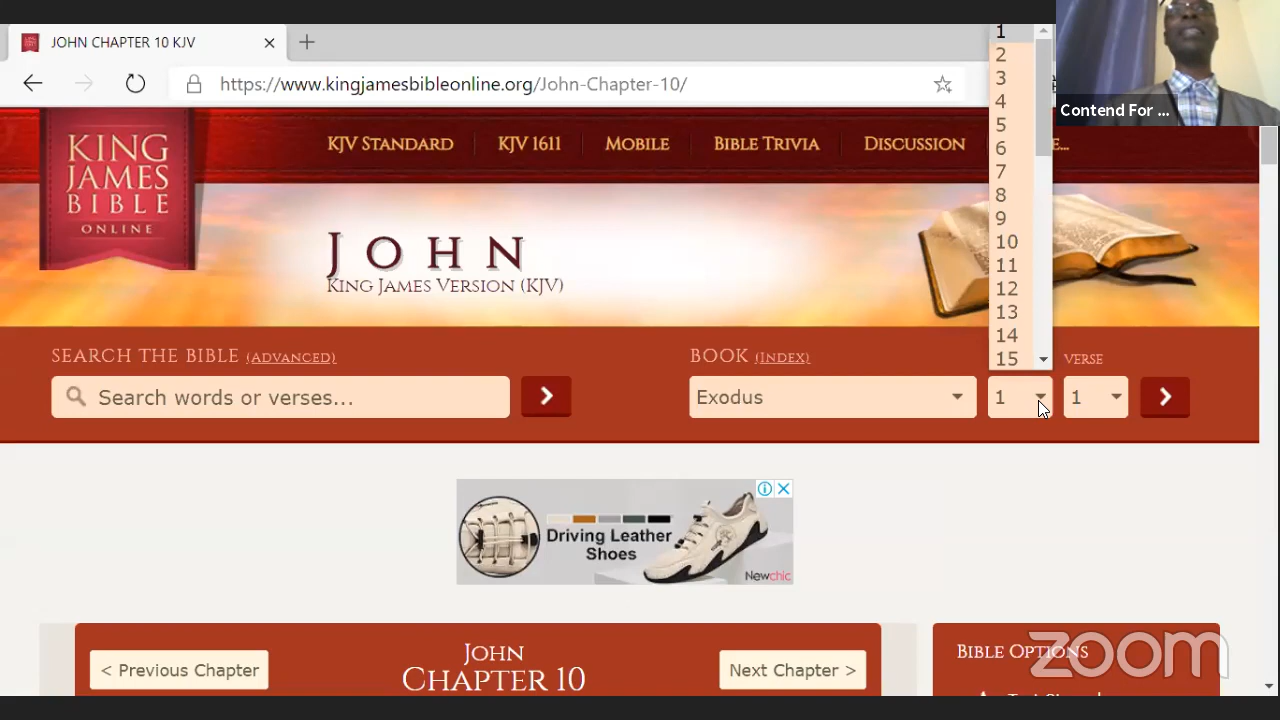 JOHN CHAPTER 10 KJV
https://www.kingjamesbibleonline.org/John-Chapter-10/
Contend For ...
KING
JAMES
BIBLE
ONLINE
KJV STANDARD
KJV 1611
MOBILE
BIBLE TRIVIA
DISCUSSION
JOHN
KING JAMES VERSION (KJV)
1
2
3
4
5
6
7
8
9
10
11
12
13
14
15
SEARCH THE BIBLE (ADVANCED)
BOOK (INDEX)
VERSE
Search words or verses...
Exodus
1
1
Driving Leather
Shoes
Newchic
< Previous Chapter
JOHN
CHAPTER 10
Next Chapter >
BIBLE OPTIONS
zoom